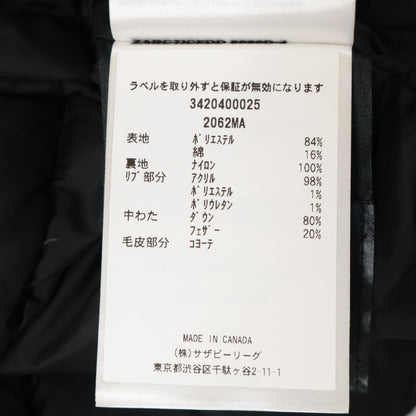 ラベルを取り外すと保証が無効になります
3420400025
2062MA
表地 ポリエステル 84%
綿 16%
裏地 ナイロン 100%
リブ部分 アクリル 98%
ポリエステル 1%
ポリウレタン 1%
中わた ダウン 80%
フェザー 20%
毛皮部分 コヨーテ
MADE IN CANADA
(株)サザビーリーグ
東京都渋谷区千駄ヶ谷2-11-1